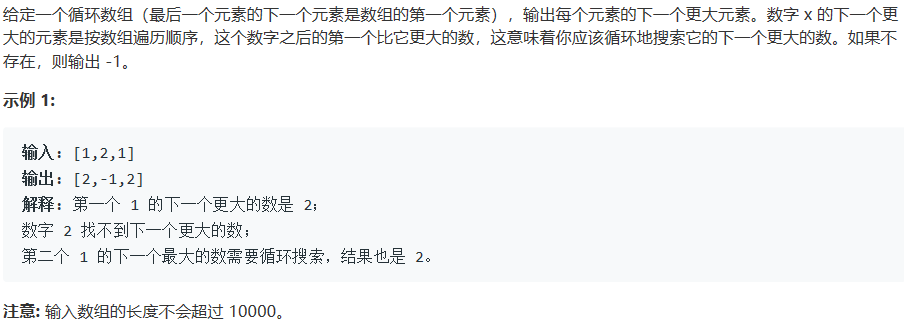 给定一个循环数组（最后一个元素的下一个元素是数组的第一个元素），输出每个元素的下一个更大元素。数字 x 的下一个更
大的元素是按数组遍历顺序，这个数字之后的第一个比它更大的数，这意味着你应该循环地搜索它的下一个更大的数。如果不
存在，则输出 -1。
示例 1:
输入: [1,2,1]
输出: [2,-1,2]
解释: 第一个 1 的下一个更大的数是 2；
数字 2 找不到下一个更大的数；
第二个 1 的下一个最大的数需要循环搜索，结果也是 2。
注意: 输入数组的长度不会超过 10000。